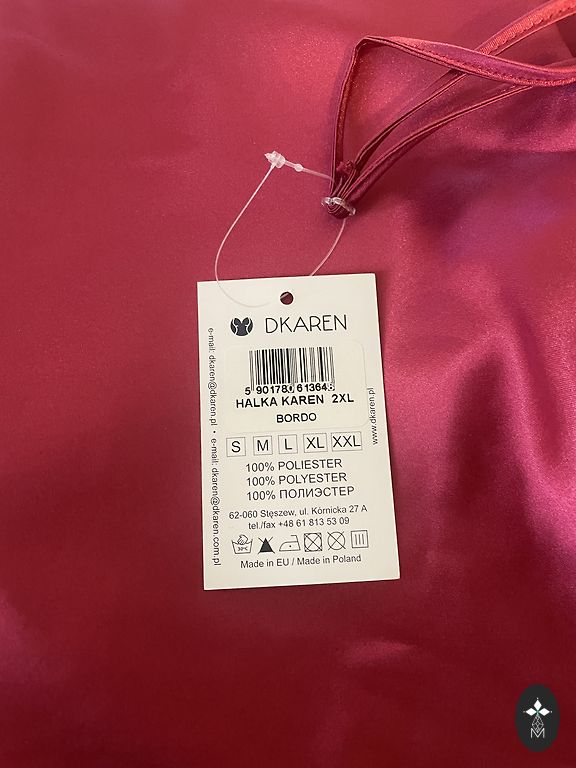 DKAREN
5 901780 613648
HALKA KAREN 2XL
BORDO
S M L XL XXL
100% POLIESTER
100% POLYESTER
100% ПОЛИЭСТЕР
62-060 Stęszew, ul. Kórnicka 27 A
tel./fax +48 61 813 53 09
30°C
Made in EU / Made in Poland
e-mail: dkaren@dkaren.pl • e-mail: dkaren@dkaren.com.pl
www.dkaren.pl
M